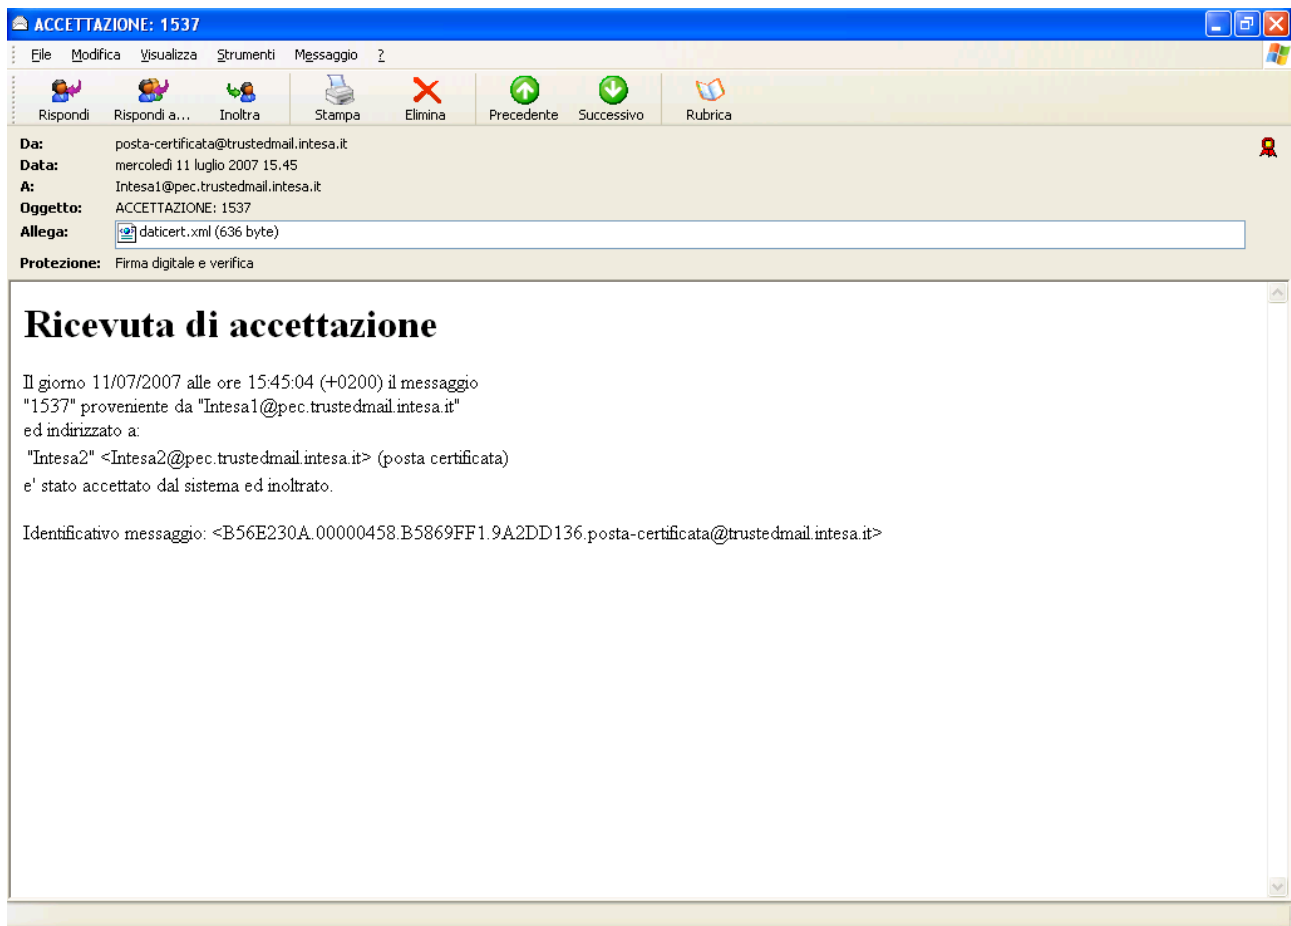 ACCETTAZIONE: 1537
File Modifica Visualizza Strumenti Messaggio ?
Rispondi Rispondi a... Inoltra Stampa Elimina Precedente Successivo Rubrica
Da: posta-certificata@trustedmail.intesa.it
Data: mercoledì 11 luglio 2007 15.45
A: Intesa1@pec.trustedmail.intesa.it
Oggetto: ACCETTAZIONE: 1537
Allega: daticert.xml (636 byte)
Protezione: Firma digitale e verifica
Ricevuta di accettazione
Il giorno 11/07/2007 alle ore 15:45:04 (+0200) il messaggio
"1537" proveniente da "Intesa1@pec.trustedmail.intesa.it"
ed indirizzato a:
"Intesa2" <Intesa2@pec.trustedmail.intesa.it> (posta certificata)
e' stato accettato dal sistema ed inoltrato.
Identificativo messaggio: <B56E230A.00000458.B5869FF1.9A2DD136.posta-certificata@trustedmail.intesa.it>